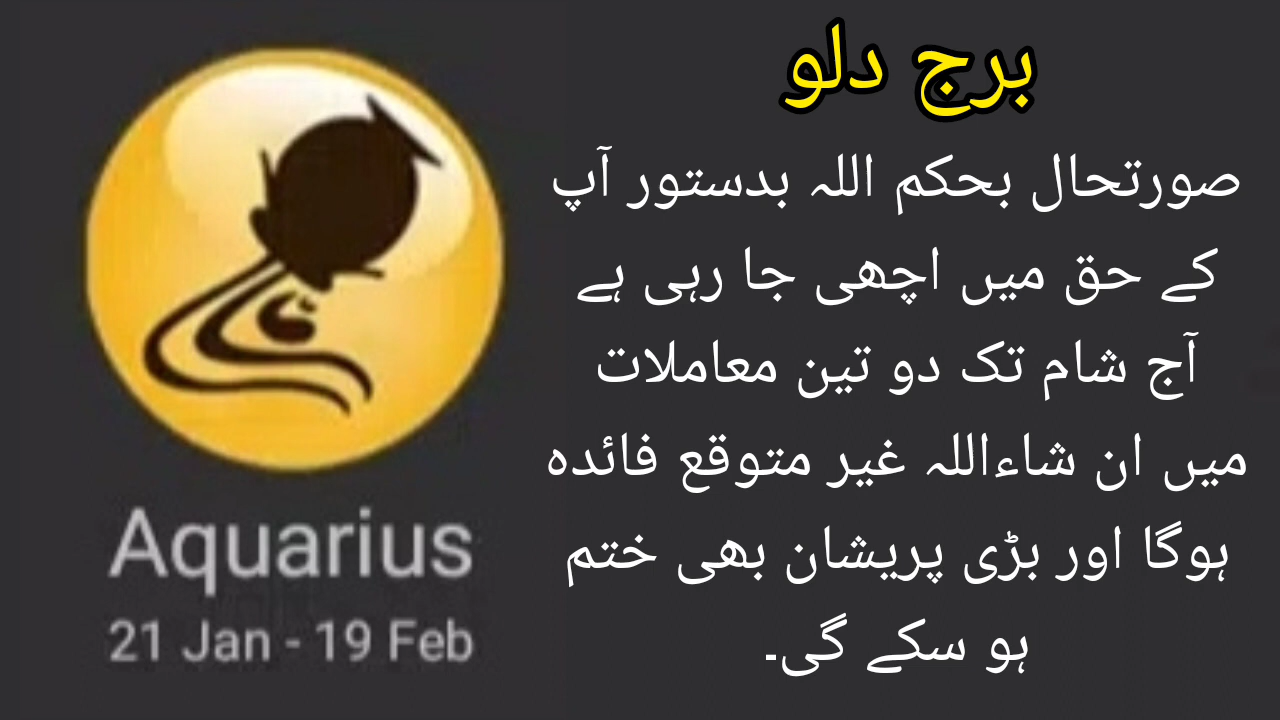 برج دلو
صورتحال بحکم اللہ بدستور آپ
کے حق میں اچھی جا رہی ہے
آج شام تک دو تین معاملات
میں ان شاءاللہ غیر متوقع فائدہ
ہوگا اور بڑی پریشان بھی ختم
ہو سکے گی۔
Aquarius
21 Jan - 19 Feb